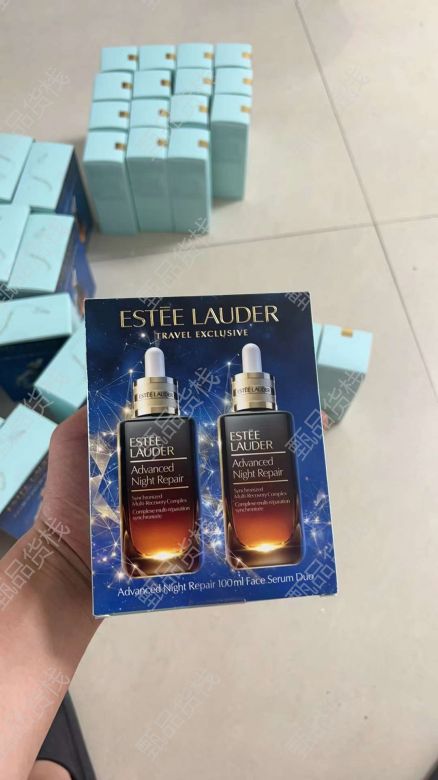 ESTĒE LAUDER
TRAVEL EXCLUSIVE
ESTĒE LAUDER
ESTĒE
LAUDER
Advanced
Night Repair
Synchronized
Multi-Recovery Complex
Complexe multi-réparation
synchronisée
ESTĒE LAUDER
ESTĒE
LAUDER
Advanced
Night Repair
Synchronized
Multi-Recovery Complex
Complexe multi-réparation
synchronisée
Advanced Night Repair 100ml Face Serum Duo
甄品货栈